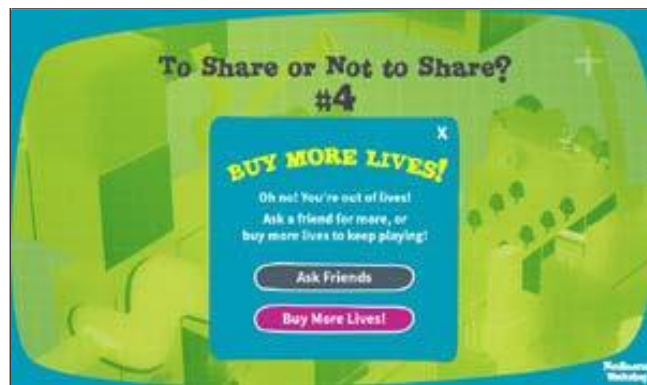 To Share or Not to Share?
#4
X
BUY MORE LIVES!
Oh no! You're out of lives!
Ask a friend for more, or
buy more lives to keep playing!
Ask Friends
Buy More Lives!